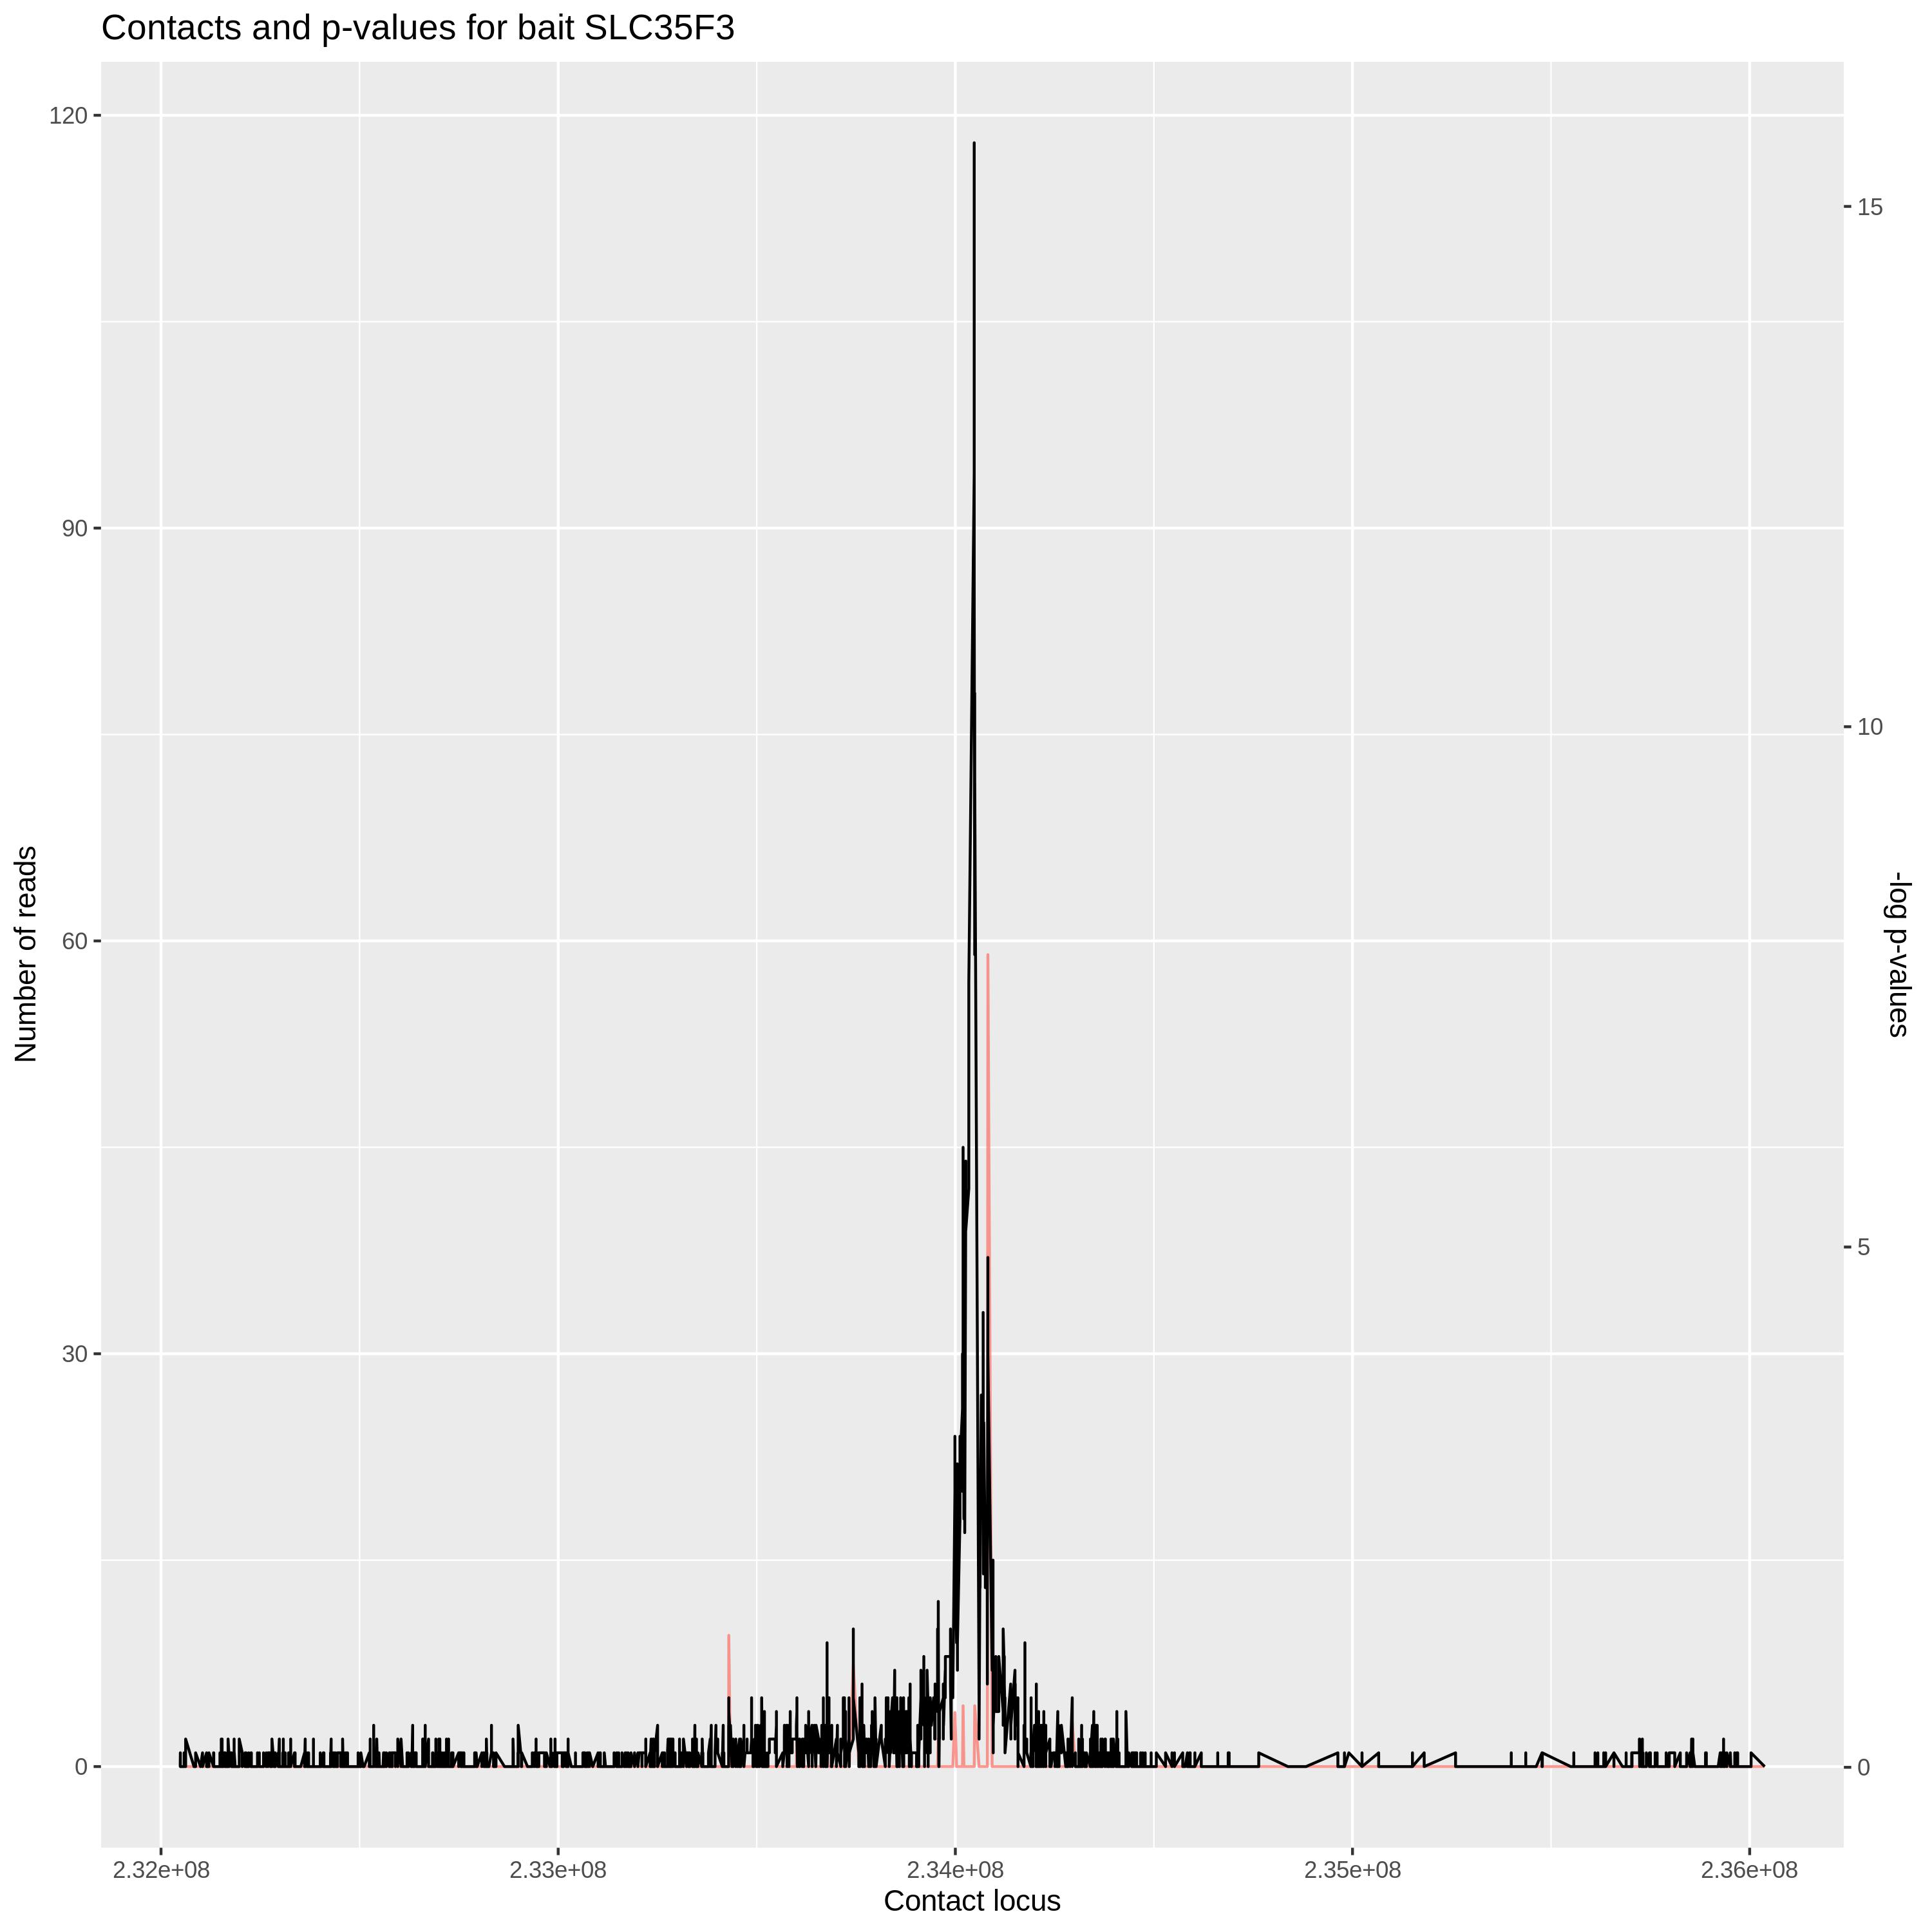 Contacts and p-values for bait SLC35F3
120
90
60
30
0
Number of reads
15
10
5
0
-log p-values
2.32e+08
2.33e+08
2.34e+08
2.35e+08
2.36e+08
Contact locus